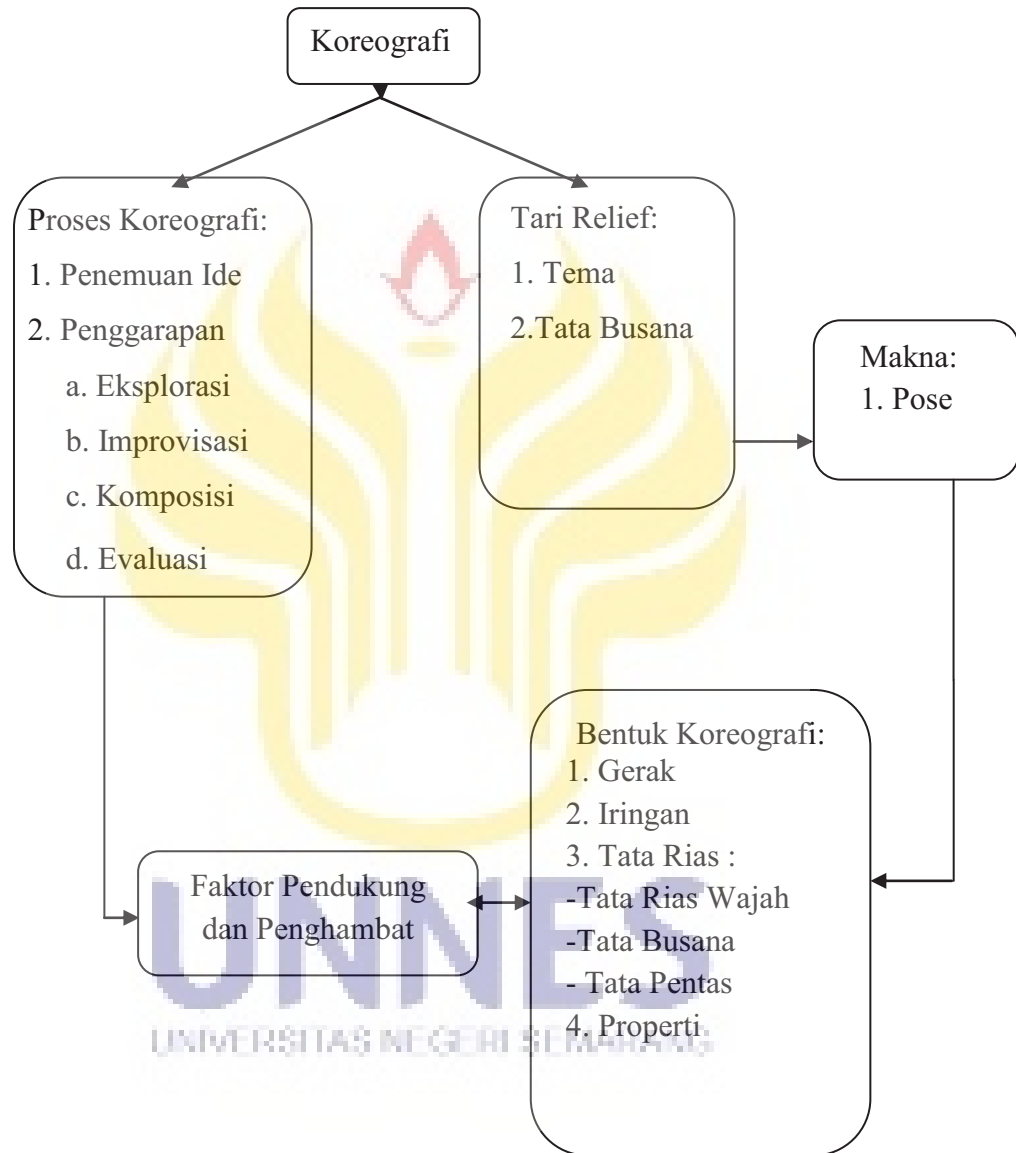 Koreografi
Proses Koreografi:
1. Penemuan Ide
2. Penggarapan
a. Eksplorasi
b. Improvisasi
c. Komposisi
d. Evaluasi
Tari Relief:
1. Tema
2.Tata Busana
Makna:
1. Pose
Bentuk Koreografi:
1. Gerak
2. Iringan
3. Tata Rias :
-Tata Rias Wajah
-Tata Busana
- Tata Pentas
4. Properti
Faktor Pendukung
dan Penghambat
UNNES
UNIVERSITAS NEGERI SEMARANG